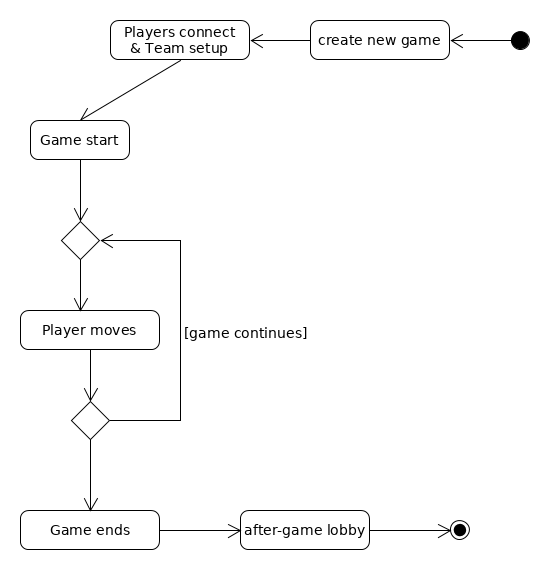 create new game
Players connect
& Team setup
Game start
Player moves
[game continues]
Game ends
after-game lobby